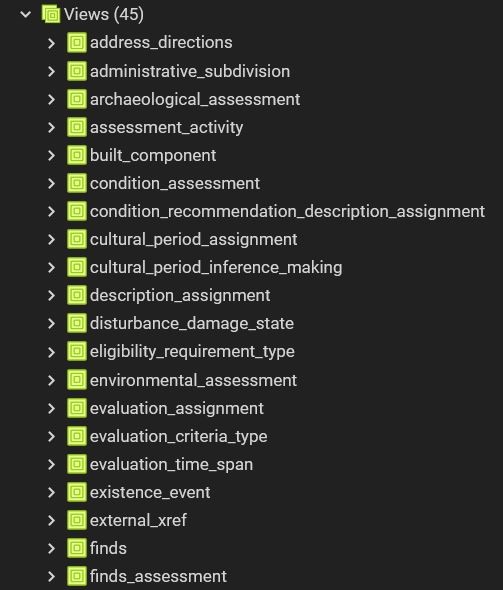 Views (45)
address_directions
administrative_subdivision
archaeological_assessment
assessment_activity
built_component
condition_assessment
condition_recommendation_description_assignment
cultural_period_assignment
cultural_period_inference_making
description_assignment
disturbance_damage_state
eligibility_requirement_type
environmental_assessment
evaluation_assignment
evaluation_criteria_type
evaluation_time_span
existence_event
external_xref
finds
finds_assessment